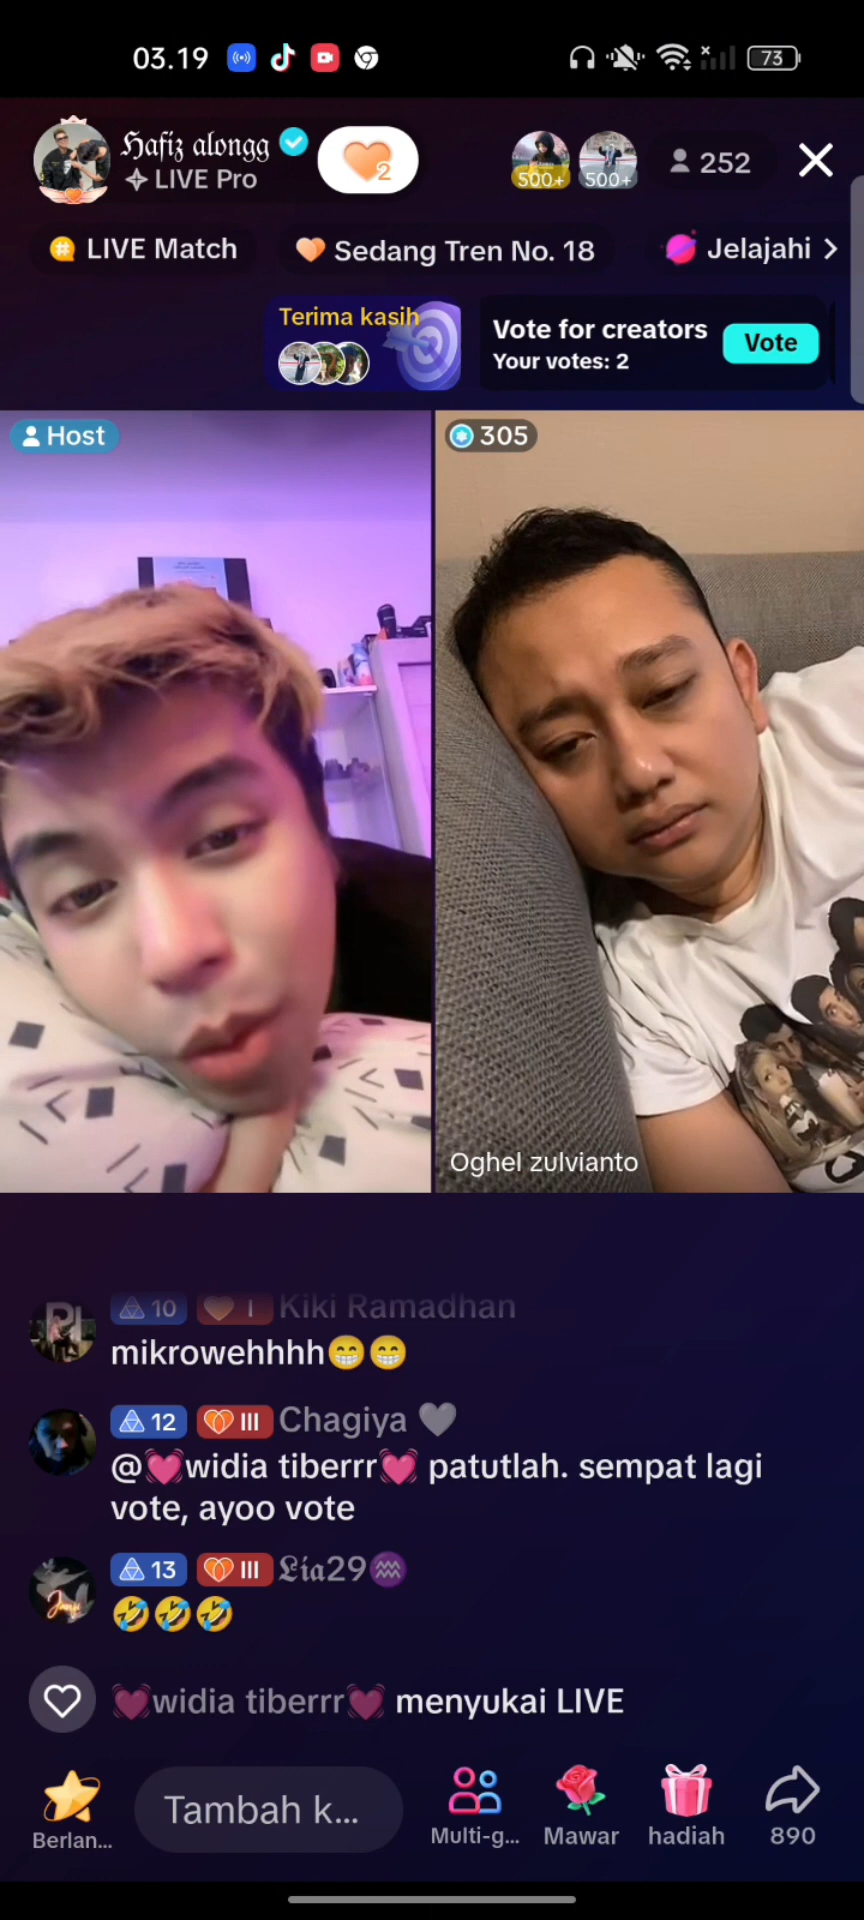 03.19
73
Hafiz alongg
LIVE Pro
2
500+
500+
252
LIVE Match
Sedang Tren No. 18
Jelajahi
Terima kasih
Vote for creators
Your votes: 2
Vote
Host
305
Oghel zulvianto
10 I Kiki Ramadhan
mikrowehhhh😁😁
12 III Chagiya 🩶
@💓widia tiberrr💓 patutlah. sempat lagi
vote, ayoo vote
13 III 𝕷𝖎𝖆29♒
🤣🤣🤣
💓widia tiberrr💓 menyukai LIVE
Berlan...
Tambah k...
Multi-g...
Mawar
hadiah
890